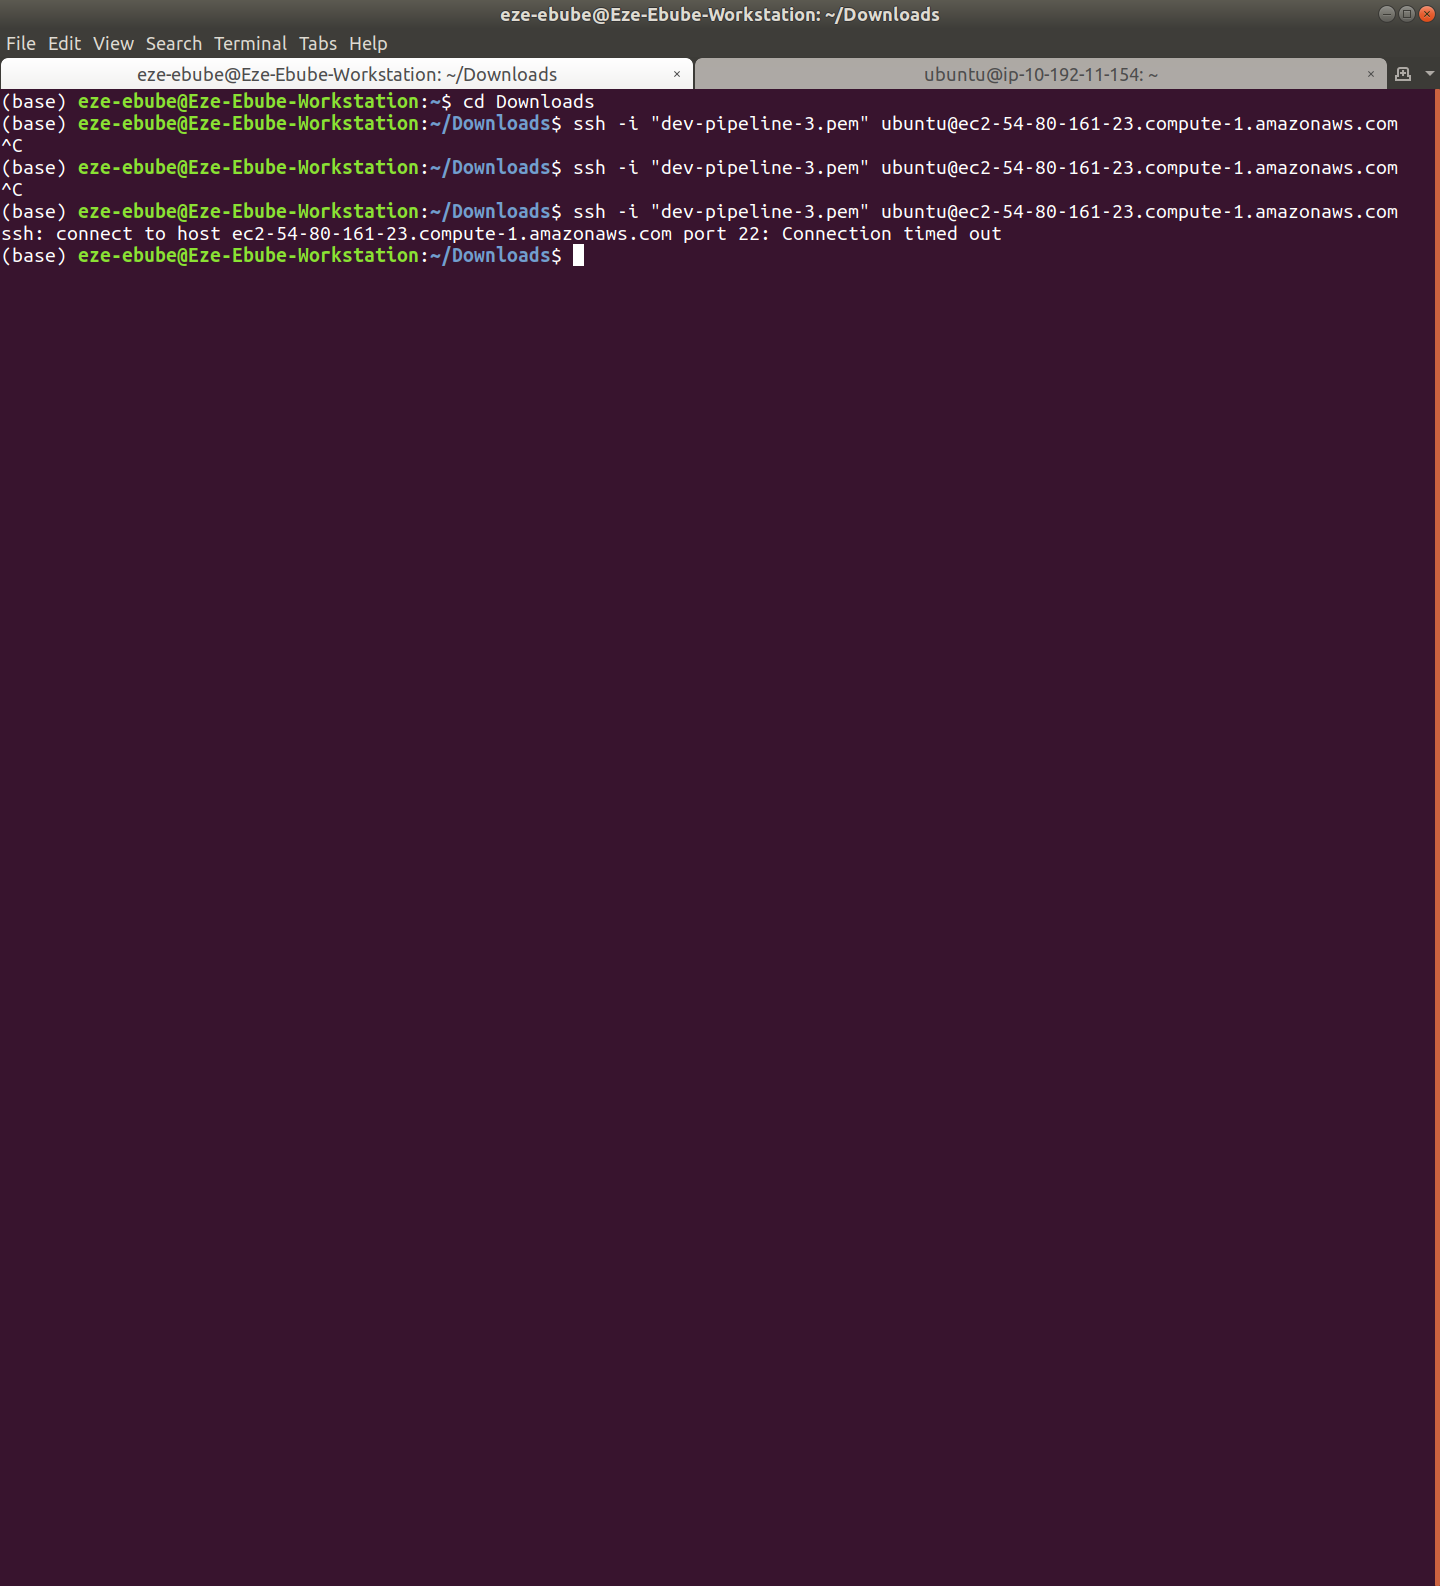 eze-ebube@Eze-Ebube-Workstation: ~/Downloads
File Edit View Search Terminal Tabs Help
eze-ebube@Eze-Ebube-Workstation: ~/Downloads × ubuntu@ip-10-192-11-154: ~ ×
(base) eze-ebube@Eze-Ebube-Workstation:~$ cd Downloads
(base) eze-ebube@Eze-Ebube-Workstation:~/Downloads$ ssh -i "dev-pipeline-3.pem" ubuntu@ec2-54-80-161-23.compute-1.amazonaws.com
^C
(base) eze-ebube@Eze-Ebube-Workstation:~/Downloads$ ssh -i "dev-pipeline-3.pem" ubuntu@ec2-54-80-161-23.compute-1.amazonaws.com
^C
(base) eze-ebube@Eze-Ebube-Workstation:~/Downloads$ ssh -i "dev-pipeline-3.pem" ubuntu@ec2-54-80-161-23.compute-1.amazonaws.com
ssh: connect to host ec2-54-80-161-23.compute-1.amazonaws.com port 22: Connection timed out
(base) eze-ebube@Eze-Ebube-Workstation:~/Downloads$